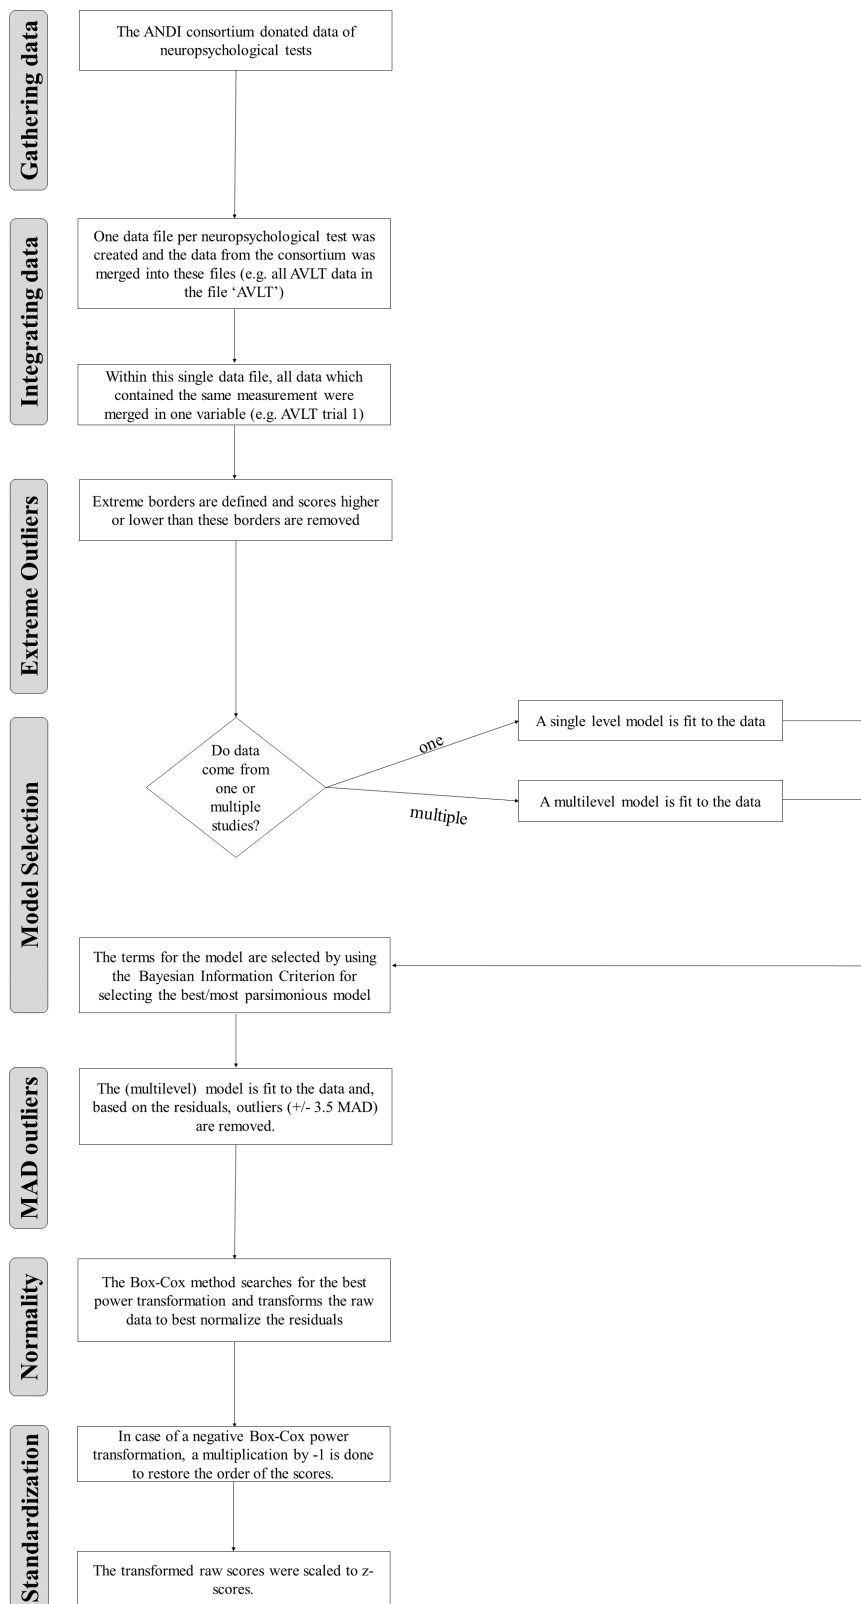 Gathering data
The ANDI consortium donated data of
neuropsychological tests
Integrating data
One data file per neuropsychological test was
created and the data from the consortium was
merged into these files (e.g. all AVLT data in
the file ‘AVLT’)
Within this single data file, all data which
contained the same measurement were
merged in one variable (e.g. AVLT trial 1)
Extreme Outliers
Extreme borders are defined and scores higher
or lower than these borders are removed
Model Selection
Do data
come from
one or
multiple
studies?
one
A single level model is fit to the data
multiple
A multilevel model is fit to the data
The terms for the model are selected by using
the Bayesian Information Criterion for
selecting the best/most parsimonious model
MAD outliers
The (multilevel) model is fit to the data and,
based on the residuals, outliers (+/- 3.5 MAD)
are removed.
Normality
The Box-Cox method searches for the best
power transformation and transforms the raw
data to best normalize the residuals
Standardization
In case of a negative Box-Cox power
transformation, a multiplication by -1 is done
to restore the order of the scores.
The transformed raw scores were scaled to z-
scores.